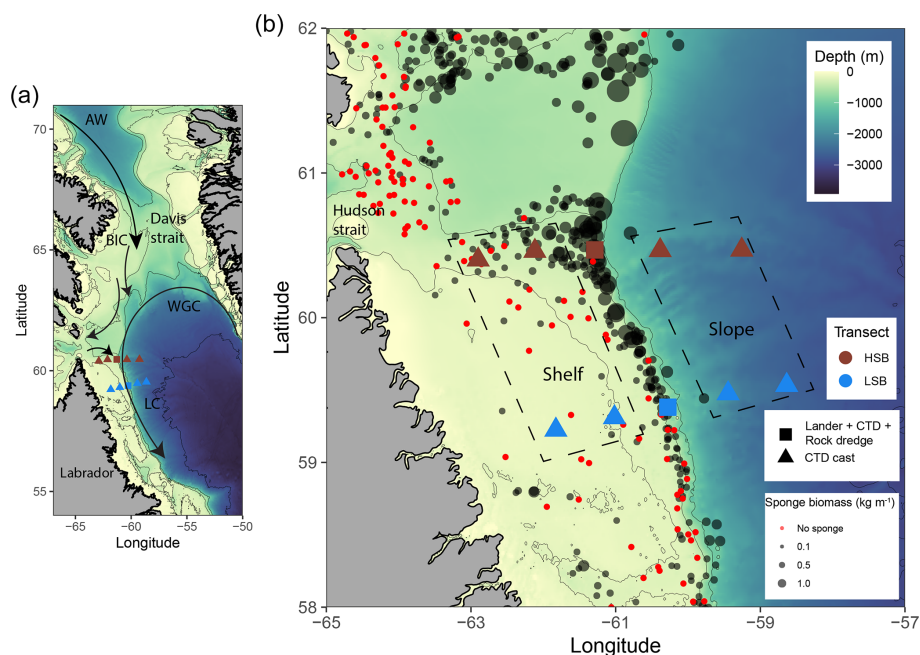 (a)
AW
Davis
strait
BIC
WGC
LC
Labrador
70
65
60
55
−65
−60
−55
−50
Latitude
Longitude
(b)
62
61
60
59
58
Latitude
−65
−63
−61
−59
−57
Longitude
Hudson
strait
Shelf
Slope
Depth (m)
0
−1000
−2000
−3000
Transect
HSB
LSB
Lander + CTD +
Rock dredge
CTD cast
Sponge biomass (kg m⁻¹)
No sponge
0.1
0.5
1.0